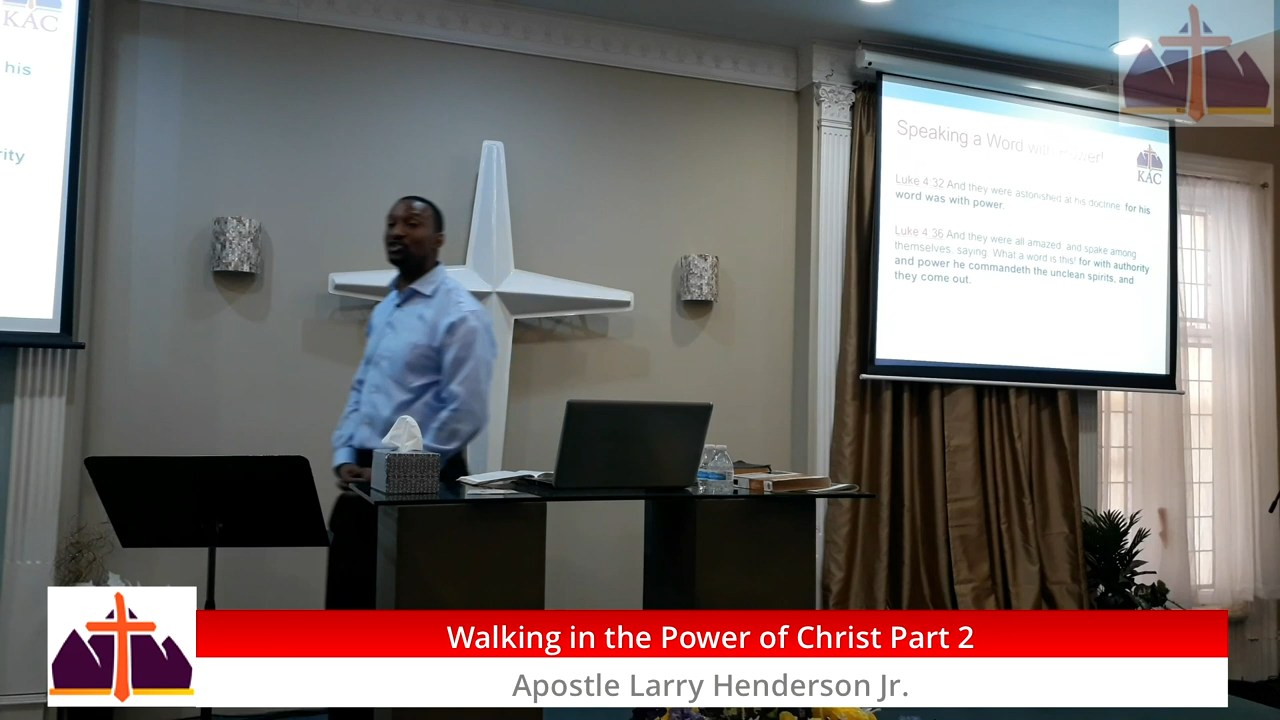 KAC
his
rity
Speaking a Word with Power!
KAC
Luke 4:32 And they were astonished at his doctrine: for his
word was with power.
Luke 4:36 And they were all amazed, and spake among
themselves, saying, What a word is this! for with authority
and power he commandeth the unclean spirits, and
they come out.
Walking in the Power of Christ Part 2
Apostle Larry Henderson Jr.